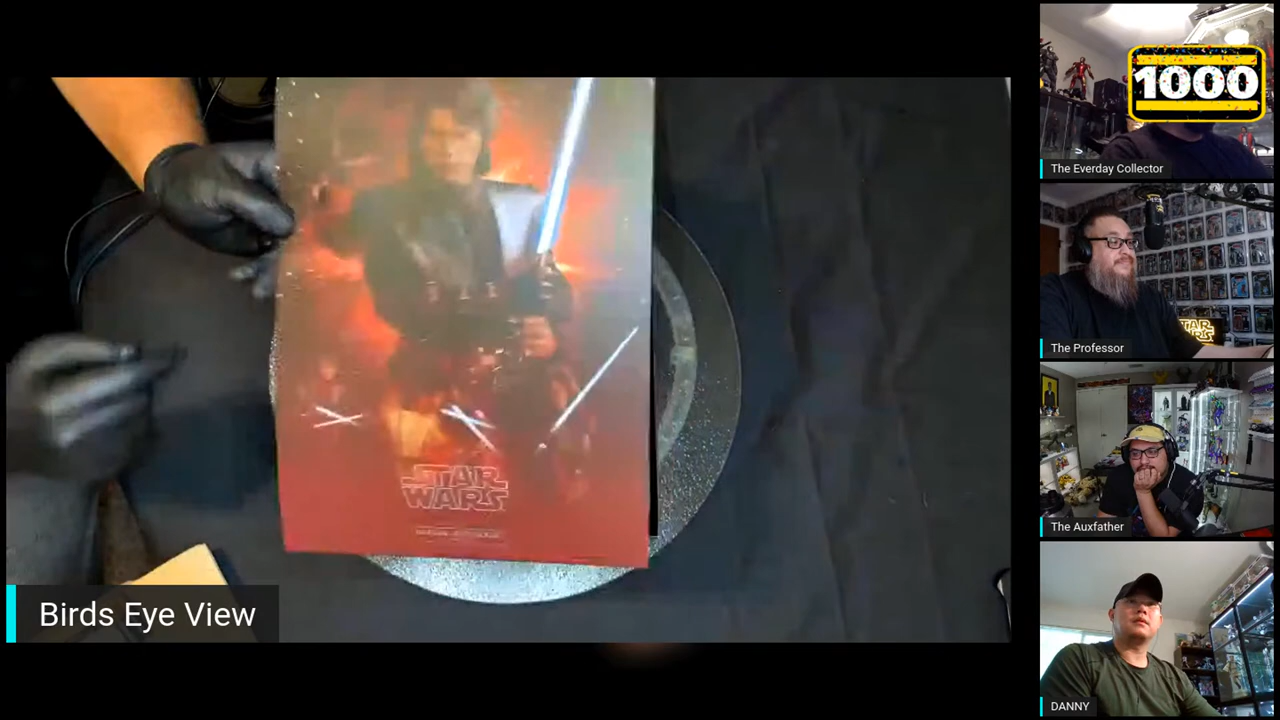 1000
The Everday Collector
The Professor
STAR
WARS
The Auxfather
STAR
WARS
Birds Eye View
DANNY